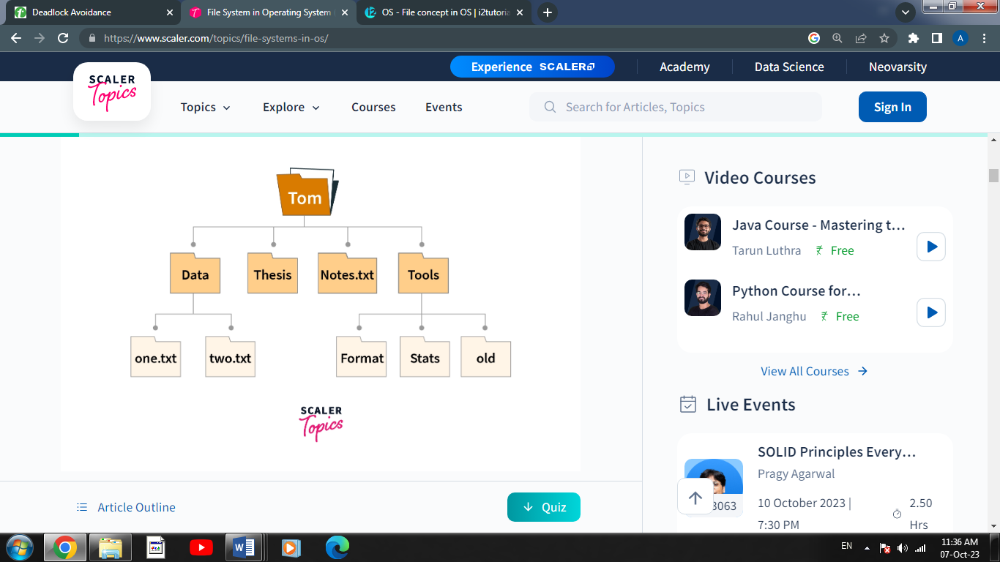 Deadlock Avoidance
File System in Operating System
OS - File concept in OS | i2tutoria
https://www.scaler.com/topics/file-systems-in-os/
A
Experience SCALER
Academy
Data Science
Neovarsity
SCALER
Topics
Topics
Explore
Courses
Events
Search for Articles, Topics
Sign In
Tom
Data
Thesis
Notes.txt
Tools
one.txt
two.txt
Format
Stats
old
SCALER
Topics
Article Outline
Quiz
Video Courses
Java Course - Mastering t...
Tarun Luthra Free
Python Course for...
Rahul Janghu Free
View All Courses
Live Events
SOLID Principles Every...
Pragy Agarwal
3063
10 October 2023 |
7:30 PM
2.50
Hrs
EN
11:36 AM
07-Oct-23